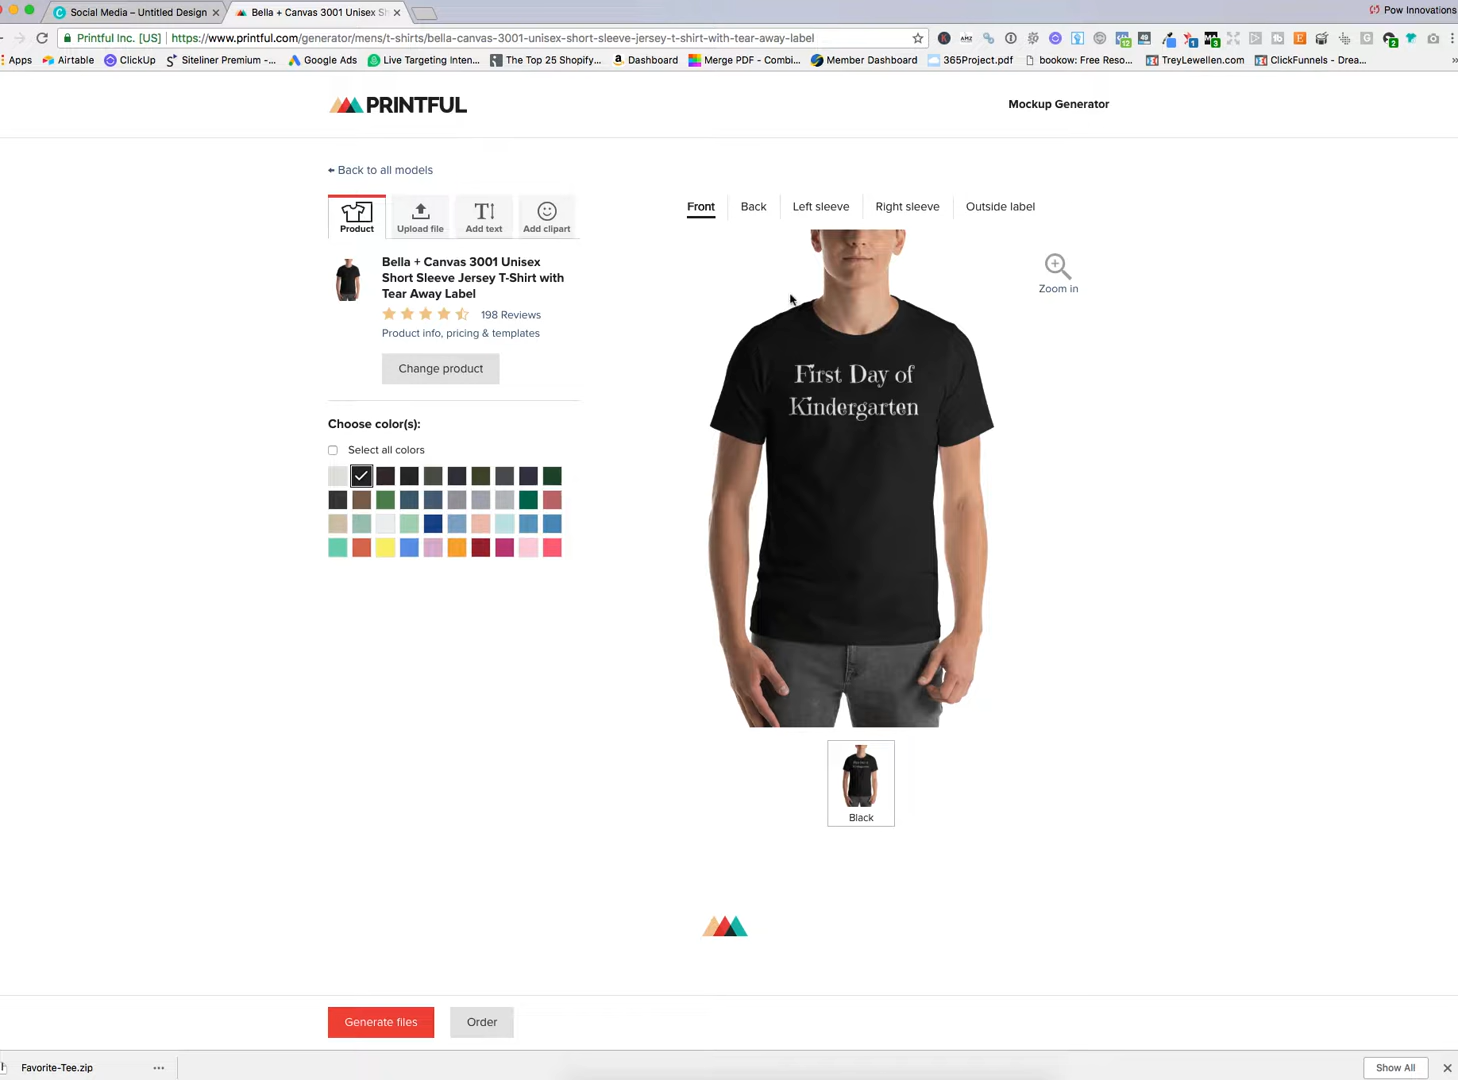 Social Media – Untitled Design
Bella + Canvas 3001 Unisex Sh
Pow Innovations
Printful Inc. [US]
https://www.printful.com/generator/mens/t-shirts/bella-canvas-3001-unisex-short-sleeve-jersey-t-shirt-with-tear-away-label
Apps
Airtable
ClickUp
Siteliner Premium -...
Google Ads
Live Targeting Inten...
The Top 25 Shopify...
Dashboard
Merge PDF - Combi...
Member Dashboard
365Project.pdf
bookow: Free Reso...
TreyLewellen.com
ClickFunnels - Drea...
PRINTFUL
Mockup Generator
Back to all models
Product
Upload file
Add text
Add clipart
Bella + Canvas 3001 Unisex
Short Sleeve Jersey T-Shirt with
Tear Away Label
198 Reviews
Product info, pricing & templates
Change product
Choose color(s):
Select all colors
Front
Back
Left sleeve
Right sleeve
Outside label
Zoom in
First Day of
Kindergarten
Black
Generate files
Order
Favorite-Tee.zip
Show All